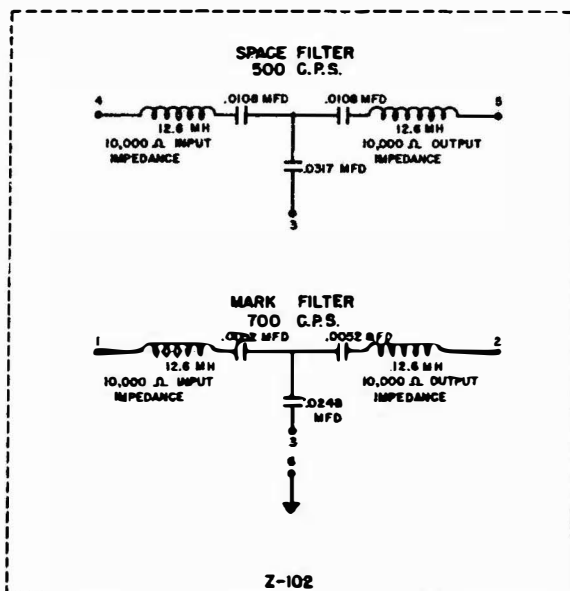 SPACE FILTER
500 C.P.S.
4
.0108 MFD
.0108 MFD
5
12.6 MH
12.6 MH
10,000 Ω INPUT
IMPEDANCE
10,000 Ω OUTPUT
IMPEDANCE
.0317 MFD
3
MARK FILTER
700 C.P.S.
1
MFD
.0052 MFD
2
12.6 MH
12.6 MH
10,000 Ω INPUT
IMPEDANCE
10,000 Ω OUTPUT
IMPEDANCE
.0248
MFD
3
6
Z-102